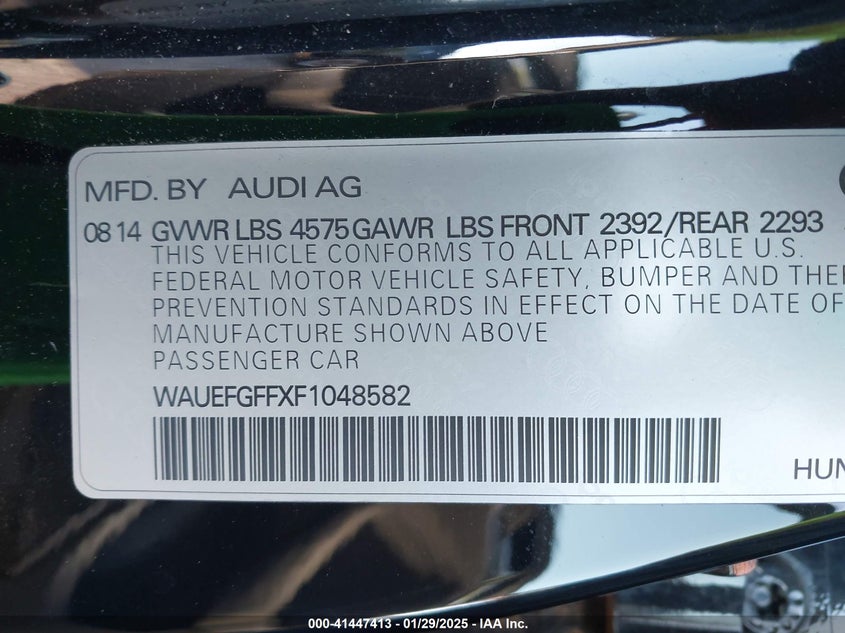 MFD. BY AUDI AG
08 14 GVWR LBS 4575 GAWR LBS FRONT 2392/REAR 2293
THIS VEHICLE CONFORMS TO ALL APPLICABLE U.S.
FEDERAL MOTOR VEHICLE SAFETY, BUMPER AND THE
PREVENTION STANDARDS IN EFFECT ON THE DATE OF
MANUFACTURE SHOWN ABOVE
PASSENGER CAR
WAUEFGFFXF1048582
HUN
000-41447413 - 01/29/2025 - IAA Inc.